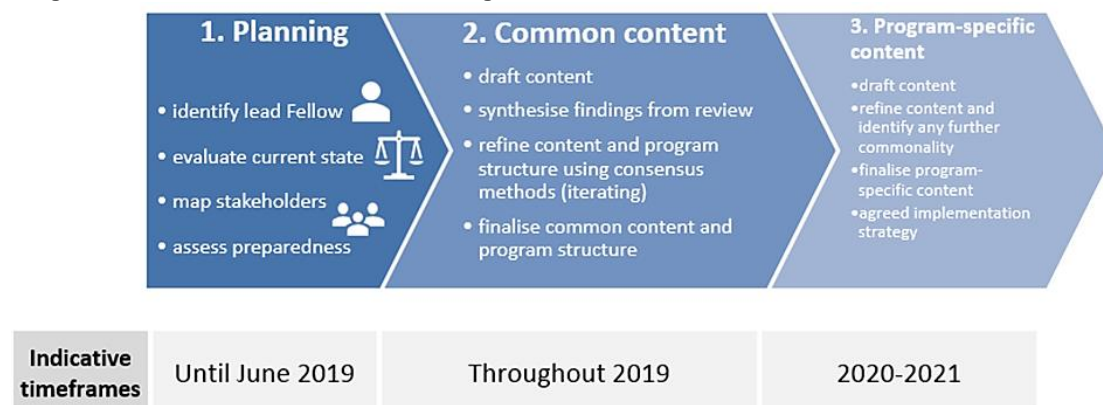 1. Planning
• identify lead Fellow
• evaluate current state
• map stakeholders
• assess preparedness
2. Common content
• draft content
• synthesise findings from review
• refine content and program
structure using consensus
methods (iterating)
• finalise common content and
program structure
3. Program-specific
content
•draft content
•refine content and
identify any further
commonality
•finalise program-
specific content
•agreed implementation
strategy
Indicative
timeframes
Until June 2019
Throughout 2019
2020-2021